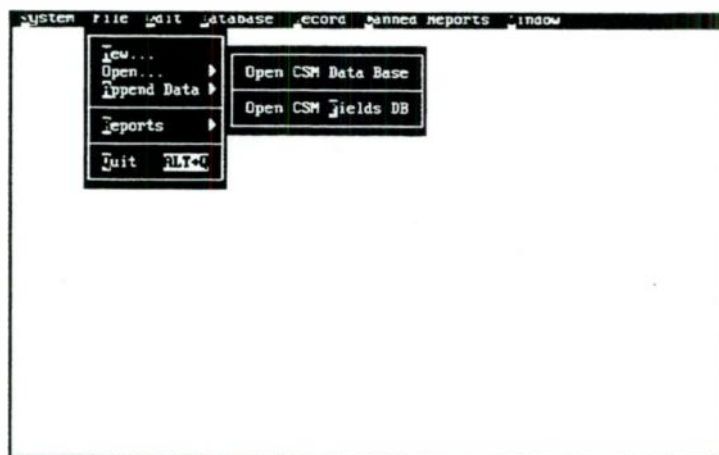 System File Edit Database Record Canned Reports Window
New...
Open...
Append Data
Reports
Quit ALT+Q
Open CSM Data Base
Open CSM Fields DB